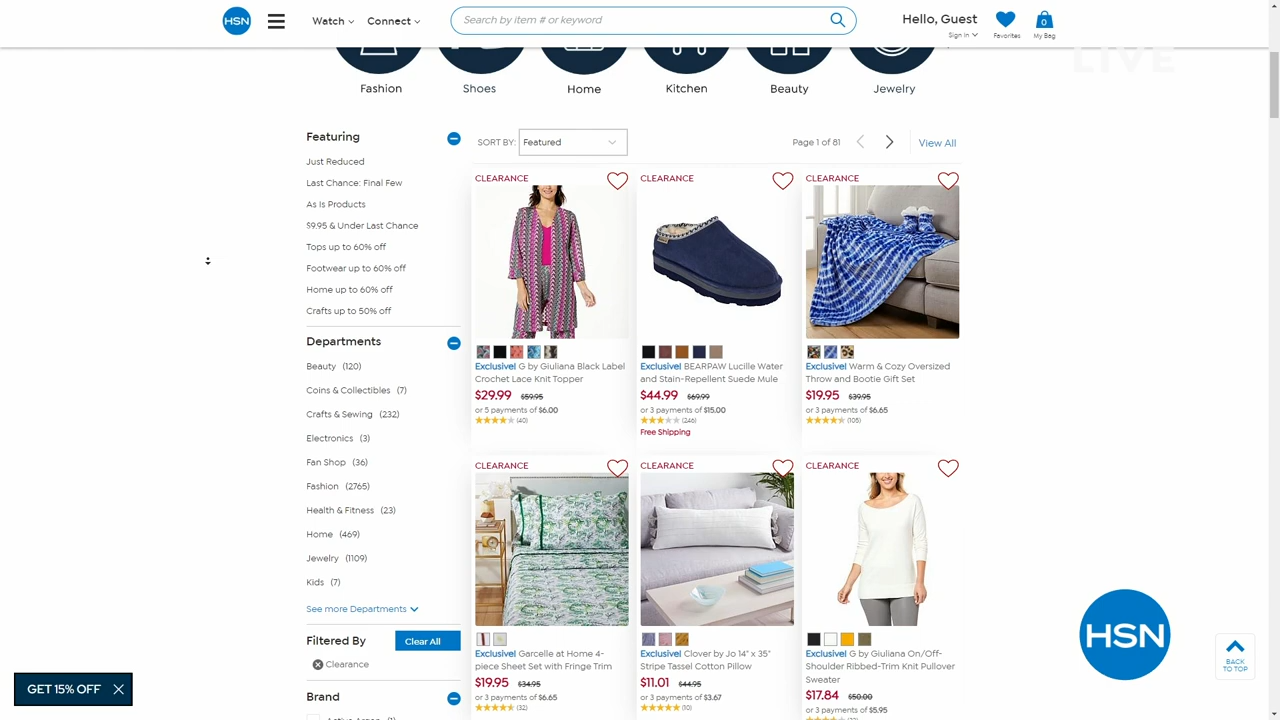 HSN
Watch
Connect
Search by item # or keyword
Hello, Guest
Sign In
Favorites
0
My Bag
LIVE
Fashion
Shoes
Home
Kitchen
Beauty
Jewelry
Featuring
Just Reduced
Last Chance: Final Few
As Is Products
$9.95 & Under Last Chance
Tops up to 60% off
Footwear up to 60% off
Home up to 60% off
Crafts up to 50% off
Departments
Beauty (120)
Coins & Collectibles (7)
Crafts & Sewing (232)
Electronics (3)
Fan Shop (36)
Fashion (2765)
Health & Fitness (23)
Home (469)
Jewelry (1109)
Kids (7)
See more Departments
Filtered By
Clear All
Clearance
Brand
SORT BY:
Featured
Page 1 of 81
View All
CLEARANCE
Exclusive! G by Giuliana Black Label
Crochet Lace Knit Topper
$29.99 $59.95
or 5 payments of $6.00
(40)
CLEARANCE
Exclusive! BEARPAW Lucille Water
and Stain-Repellent Suede Mule
$44.99 $69.99
or 3 payments of $15.00
(246)
Free Shipping
CLEARANCE
Exclusive! Warm & Cozy Oversized
Throw and Bootie Gift Set
$19.95 $39.95
or 3 payments of $6.65
(105)
CLEARANCE
Exclusive! Garcelle at Home 4-
piece Sheet Set with Fringe Trim
$19.95 $34.95
or 3 payments of $6.65
(32)
CLEARANCE
Exclusive! Clover by Jo 14" x 35"
Stripe Tassel Cotton Pillow
$11.01 $44.95
or 3 payments of $3.67
(10)
CLEARANCE
Exclusive! G by Giuliana On/Off-
Shoulder Ribbed-Trim Knit Pullover
Sweater
$17.84 $50.00
or 3 payments of $5.95
GET 15% OFF
HSN
BACK
TO TOP